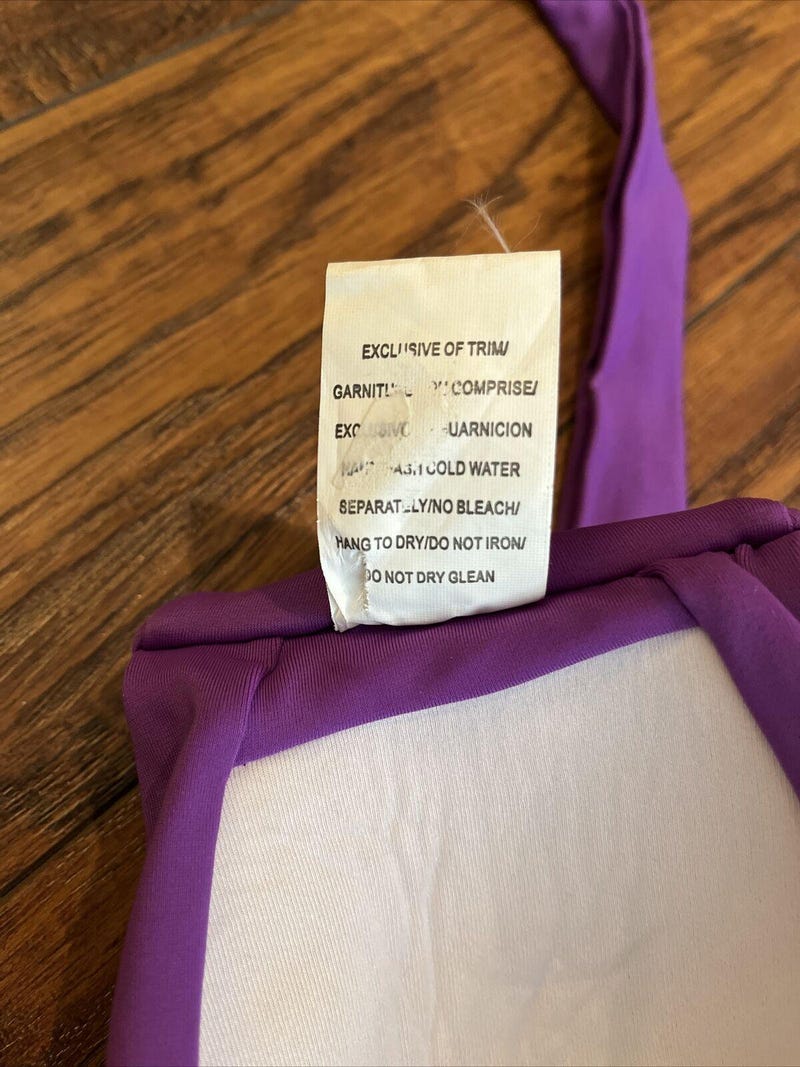 EXCLUSIVE OF TRIM/
COMPRISE/
COLD WATER
SEPARATELY/NO BLEACH/
HANG TO DRY/DO NOT IRON/
DO NOT DRY GLEAN